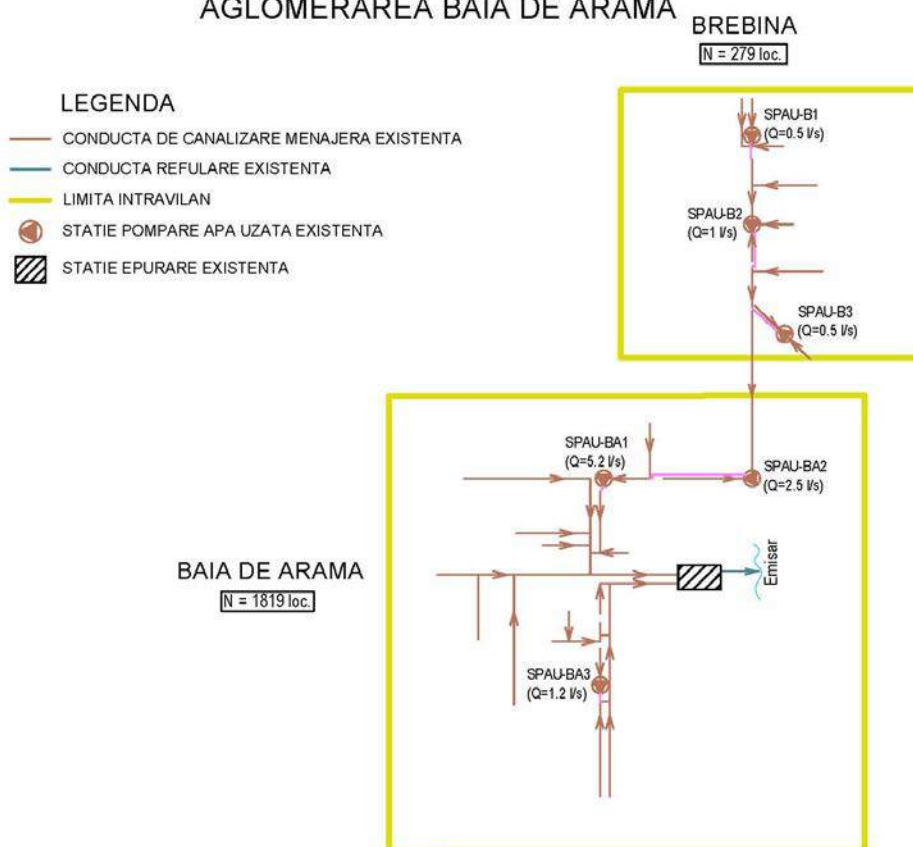 AGLOMERAREA BAIA DE ARAMA
BREBINA
N = 279 loc.
LEGENDA
CONDUCTA DE CANALIZARE MENAJERA EXISTENTA
CONDUCTA REFULARE EXISTENTA
LIMITA INTRAVILAN
STATIE POMPARE APA UZATA EXISTENTA
STATIE EPURARE EXISTENTA
SPAU-B1
(Q=0.5 l/s)
SPAU-B2
(Q=1 l/s)
SPAU-B3
(Q=0.5 l/s)
SPAU-BA1
(Q=5.2 l/s)
SPAU-BA2
(Q=2.5 l/s)
Emisar
BAIA DE ARAMA
N = 1819 loc.
SPAU-BA3
(Q=1.2 l/s)